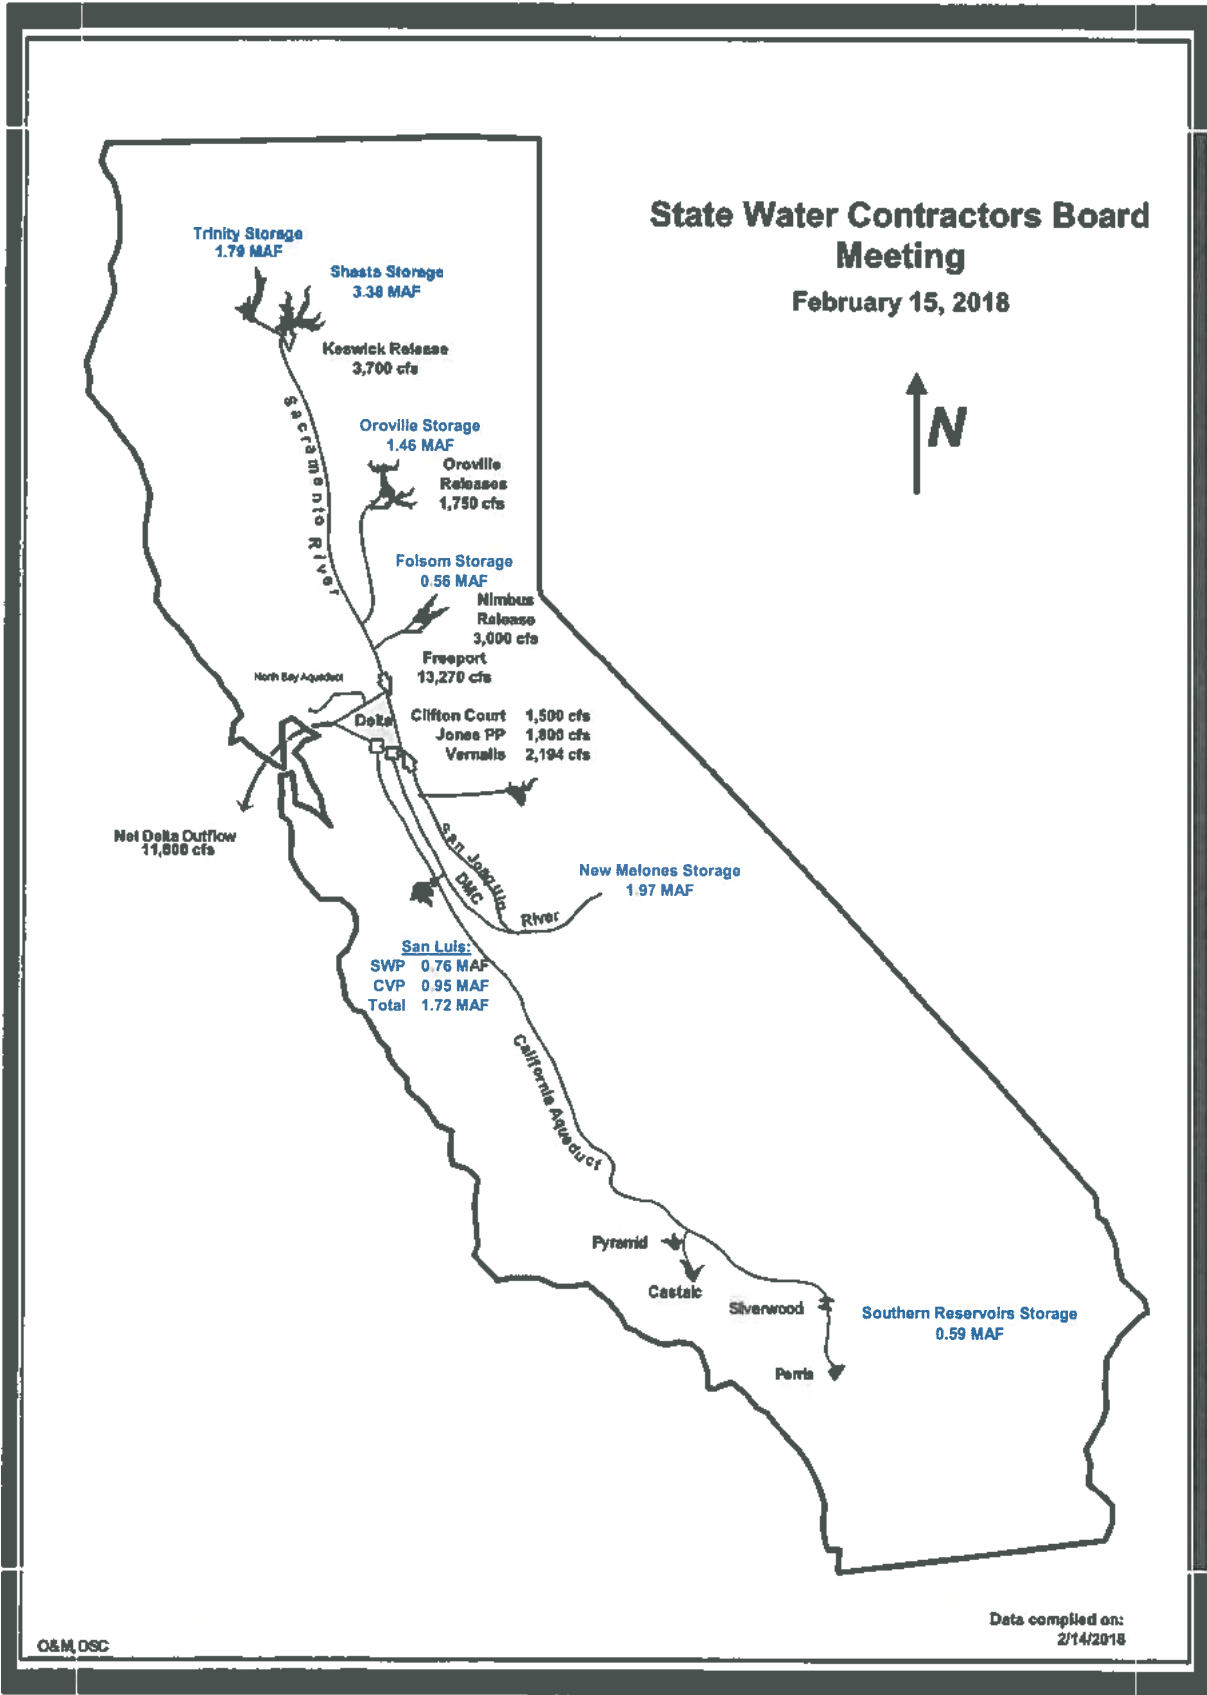 State Water Contractors Board
Meeting
February 15, 2018
N
Trinity Storage
1.79 MAF
Shasta Storage
3.38 MAF
Keswick Release
3,700 cfs
Sacramento River
Oroville Storage
1.46 MAF
Oroville
Releases
1,750 cfs
Folsom Storage
0.56 MAF
Nimbus
Release
3,000 cfs
Freeport
13,270 cfs
North Bay Aqueduct
Delta
Clifton Court 1,500 cfs
Jones PP 1,800 cfs
Vernalis 2,194 cfs
Net Delta Outflow
11,800 cfs
San Joaquin
River
DMC
New Melones Storage
1.97 MAF
San Luis:
SWP 0.76 MAF
CVP 0.95 MAF
Total 1.72 MAF
California Aqueduct
Pyramid
Castaic
Silverwood
Perris
Southern Reservoirs Storage
0.59 MAF
Data compiled on:
2/14/2018
O&M, DSC